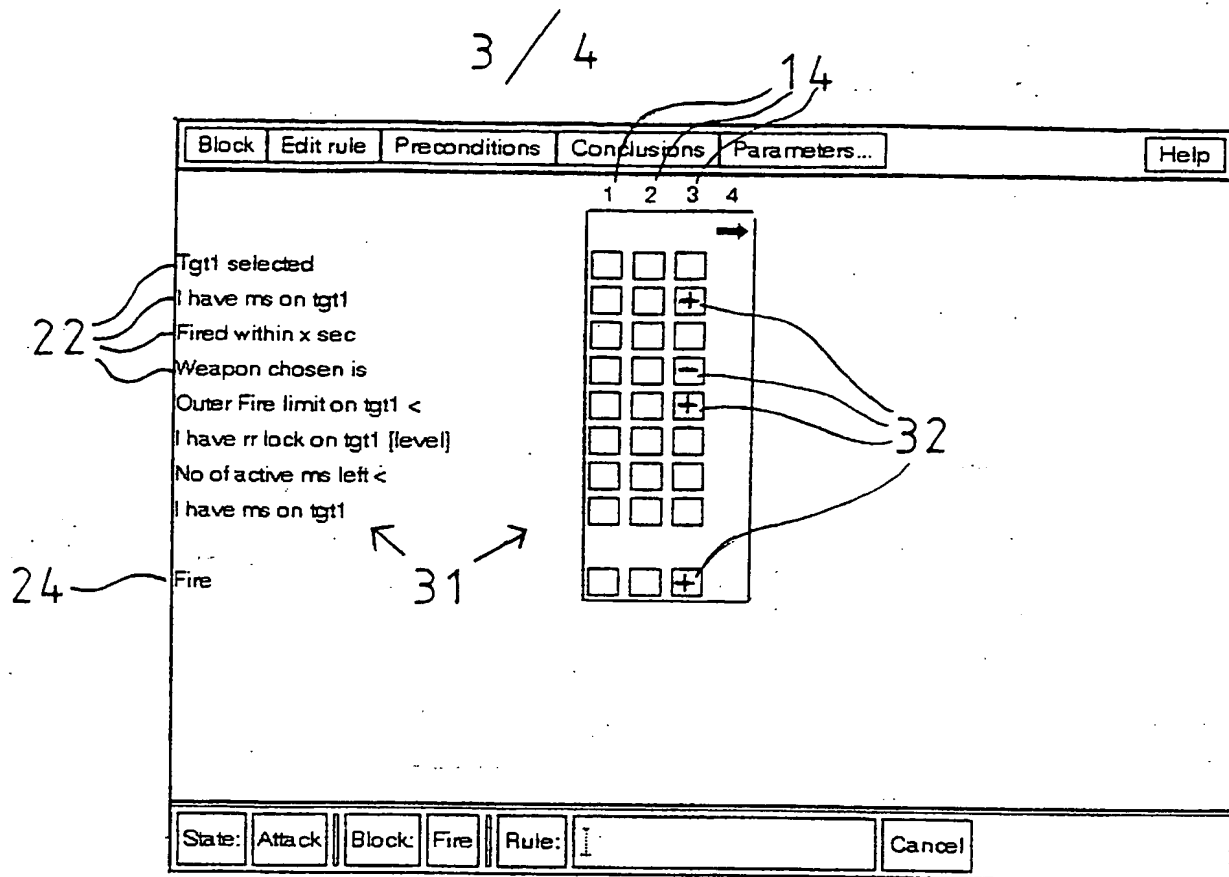 3 / 4
14
Block Edit rule Preconditions Conclusions Parameters... Help
1 2 3 4
Tgt1 selected
I have ms on tgt1 +
22
Fired within x sec
Weapon chosen is −
Outer Fire limit on tgt1 < +
32
I have rr lock on tgt1 [level]
No of active ms left <
I have ms on tgt1
24
Fire +
31
State: Attack Block: Fire Rule: Cancel